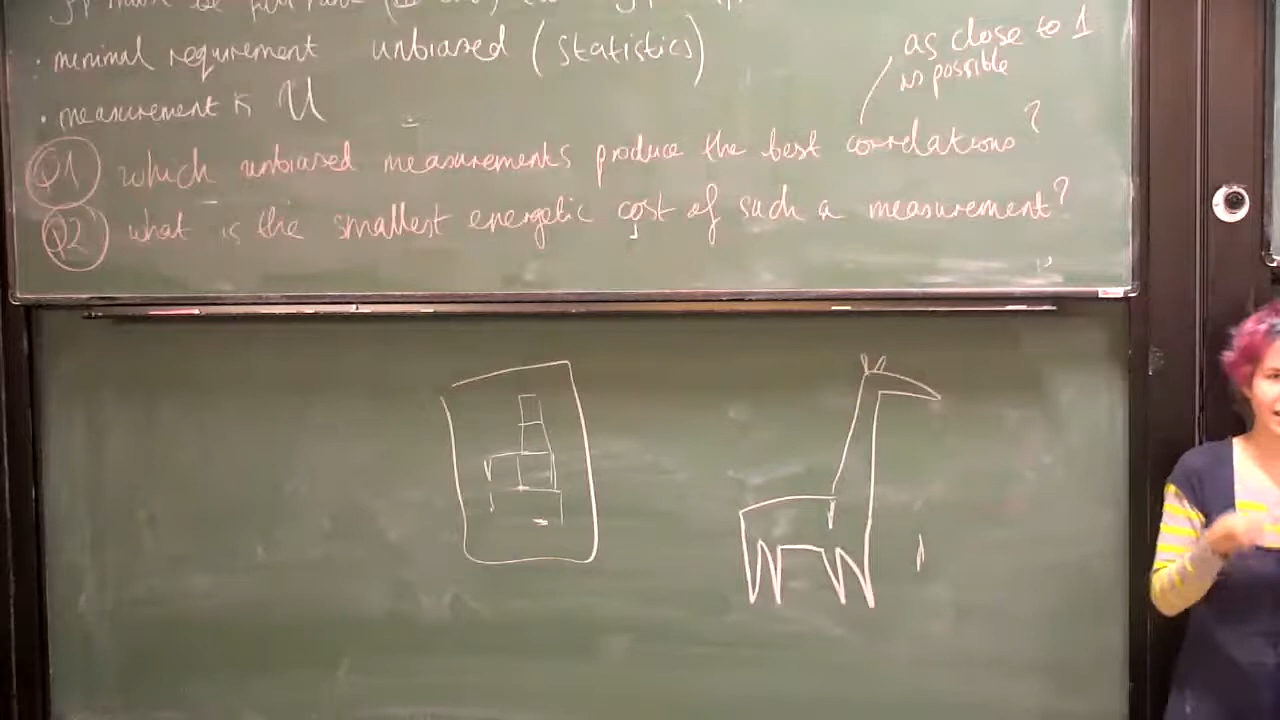 · minimal requirement unbiased (statistics)
as close to 1
as possible
· measurement is U
Q1 which unbiased measurements produce the best correlations?
Q2 what is the smallest energetic cost of such a measurement?